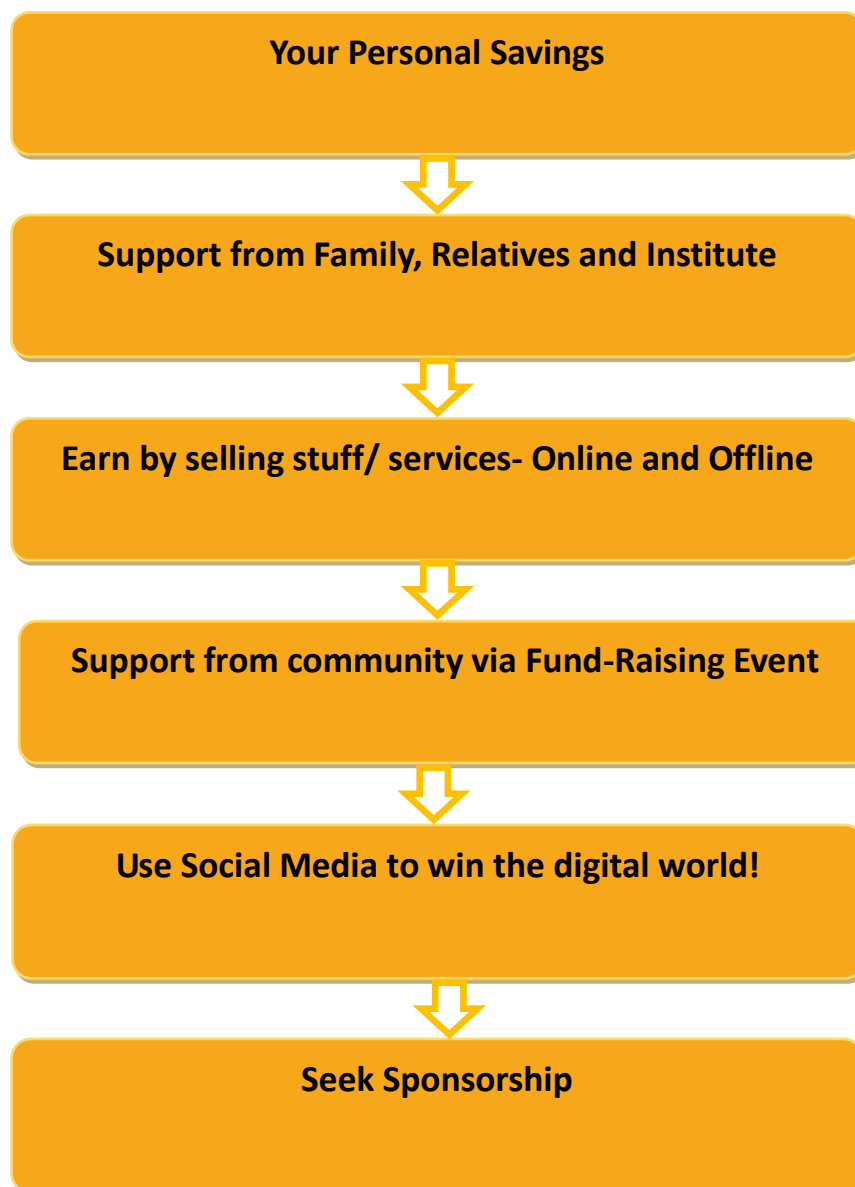 Your Personal Savings
Support from Family, Relatives and Institute
Earn by selling stuff/ services- Online and Offline
Support from community via Fund-Raising Event
Use Social Media to win the digital world!
Seek Sponsorship